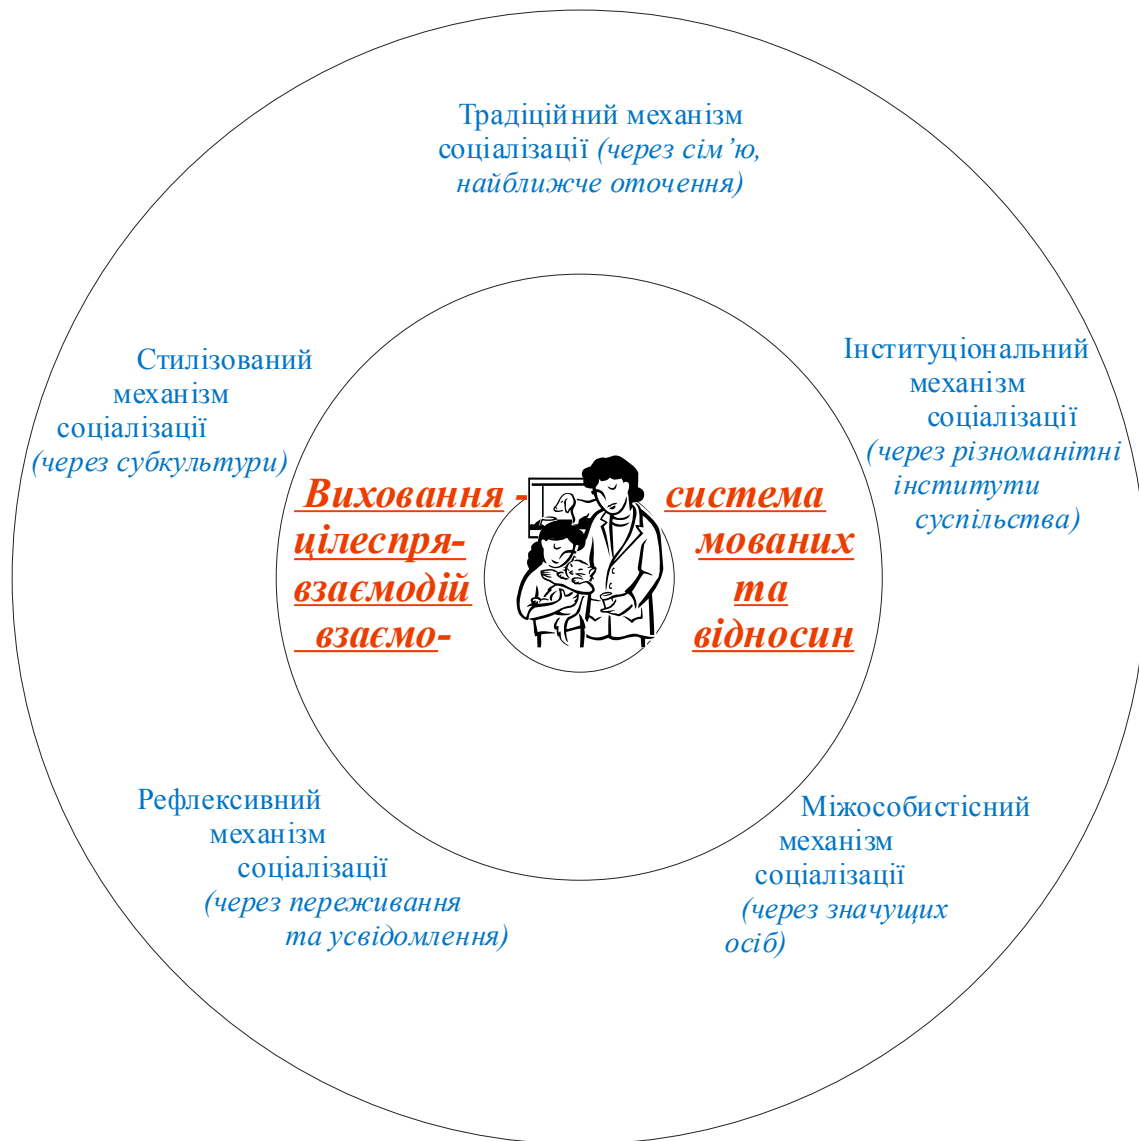 Традіційний механізм
соціалізації (через сім’ю,
найближче оточення)
Стилізований
механізм
соціалізації
(через субкультури)
Інституціональний
механізм
соціалізації
(через різноманітні
інститути
суспільства)
Виховання - система
цілеспря- мованих
взаємодій та
взаємо- відносин
Рефлексивний
механізм
соціалізації
(через переживання
та усвідомлення)
Міжособистісний
механізм
соціалізації
(через значущих
осіб)